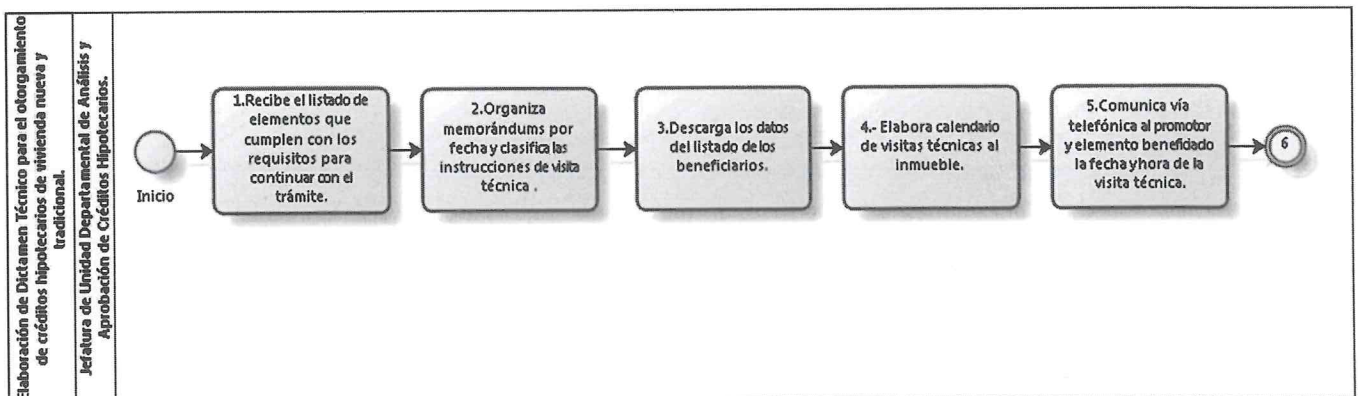 Elaboración de Dictamen Técnico para el otorgamiento
de créditos hipotecarios de vivienda nueva y
tradicional.
Jefatura de Unidad Departamental de Análisis y
Aprobación de Créditos Hipotecarios.
Inicio
1.Recibe el listado de
elementos que
cumplen con los
requisitos para
continuar con el
trámite.
2.Organiza
memorándums por
fecha y clasifica las
instrucciones de visita
técnica .
3.Descarga los datos
del listado de los
beneficiarios.
4.- Elabora calendario
de visitas técnicas al
inmueble.
5.Comunica vía
telefónica al promotor
y elemento beneficiado
la fecha y hora de la
visita técnica.
6